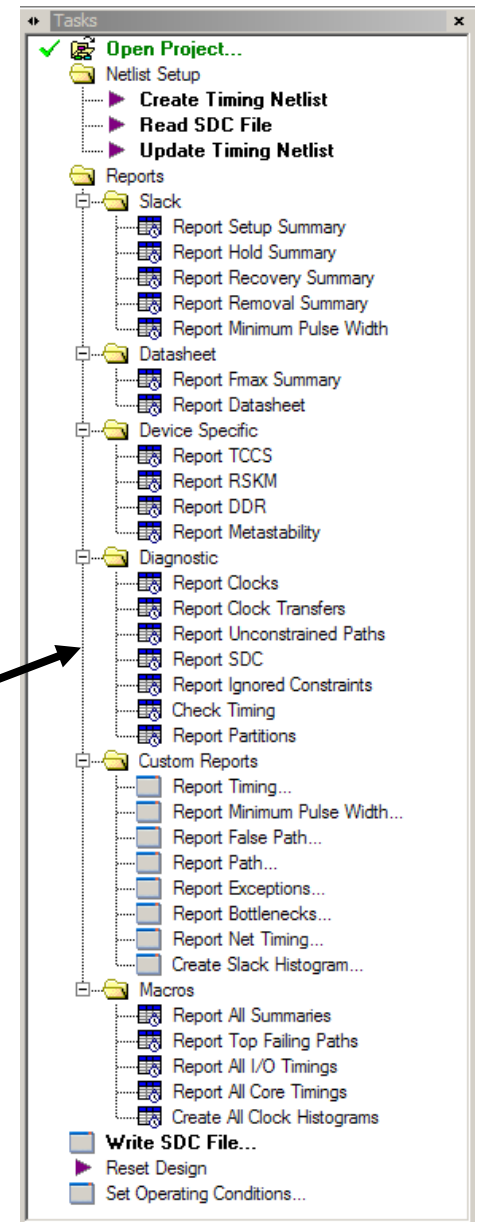 Tasks
Open Project...
Netlist Setup
Create Timing Netlist
Read SDC File
Update Timing Netlist
Reports
Slack
Report Setup Summary
Report Hold Summary
Report Recovery Summary
Report Removal Summary
Report Minimum Pulse Width
Datasheet
Report Fmax Summary
Report Datasheet
Device Specific
Report TCCS
Report RSKM
Report DDR
Report Metastability
Diagnostic
Report Clocks
Report Clock Transfers
Report Unconstrained Paths
Report SDC
Report Ignored Constraints
Check Timing
Report Partitions
Custom Reports
Report Timing...
Report Minimum Pulse Width...
Report False Path...
Report Path...
Report Exceptions...
Report Bottlenecks...
Report Net Timing...
Create Slack Histogram...
Macros
Report All Summaries
Report Top Failing Paths
Report All I/O Timings
Report All Core Timings
Create All Clock Histograms
Write SDC File...
Reset Design
Set Operating Conditions...